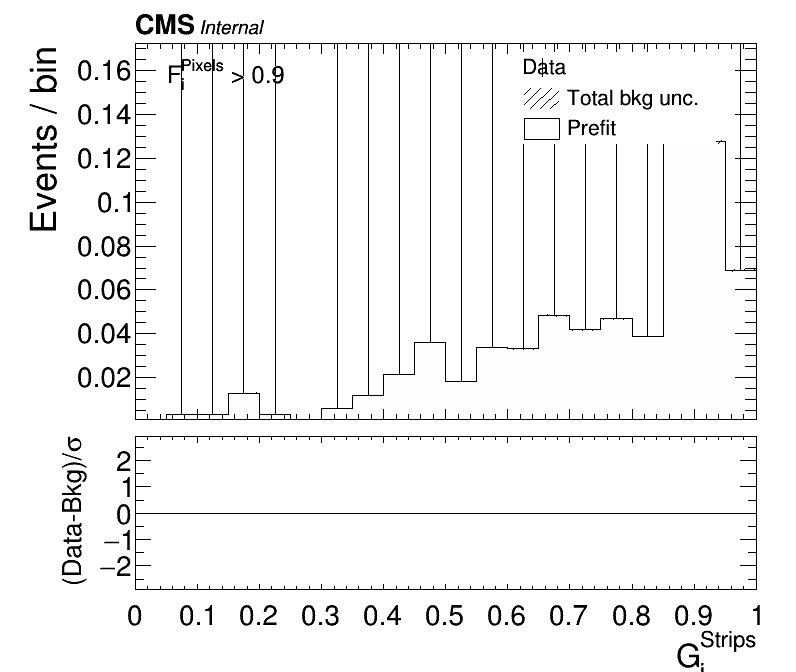 CMS Internal
Events / bin
0.16
0.14
0.12
0.1
0.08
0.06
0.04
0.02
F_i^Pixels > 0.9
Data
Total bkg unc.
Prefit
(Data-Bkg)/σ
2
1
0
−1
−2
0 0.1 0.2 0.3 0.4 0.5 0.6 0.7 0.8 0.9 1
G_i^Strips